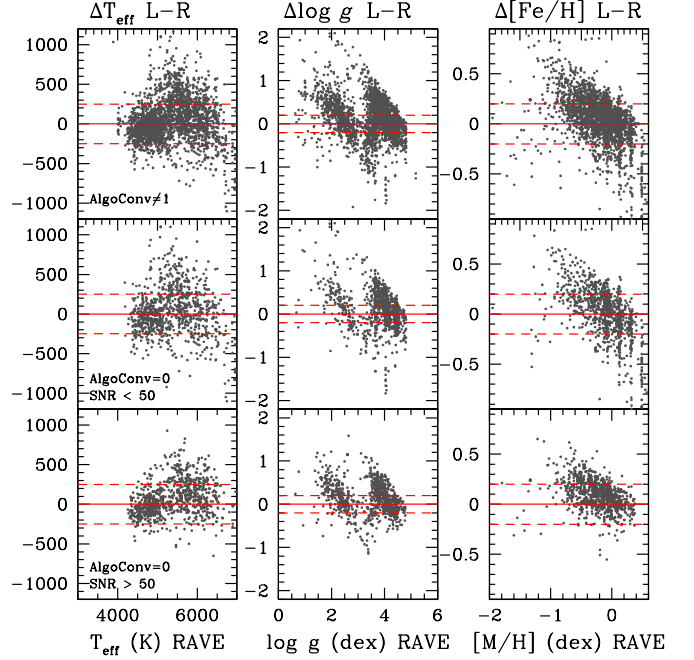 ΔT_eff L−R Δlog g L−R Δ[Fe/H] L−R
1000 2 0.5
500 1 0
0 0 −0.5
−500 −1
−1000 −2
AlgoConv≠1
1000 2 0.5
500 1 0
0 0 −0.5
−500 −1
−1000 −2
AlgoConv=0
SNR < 50
1000 2 0.5
500 1 0
0 0 −0.5
−500 −1
−1000 −2
AlgoConv=0
SNR > 50
4000 6000 0 2 4 6 −2 −1 0
T_eff (K) RAVE log g (dex) RAVE [M/H] (dex) RAVE